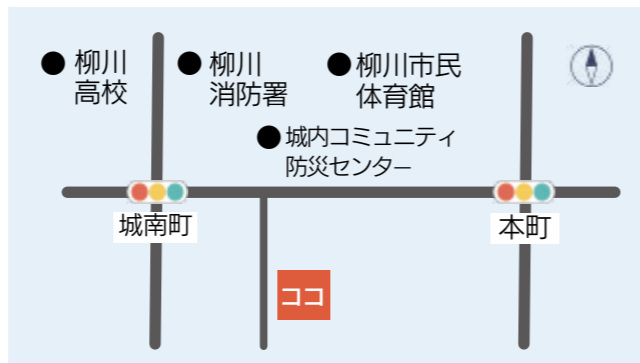 柳川
高校
柳川
消防署
柳川市民
体育館
城内コミュニティ
防災センター
城南町
本町
ココ